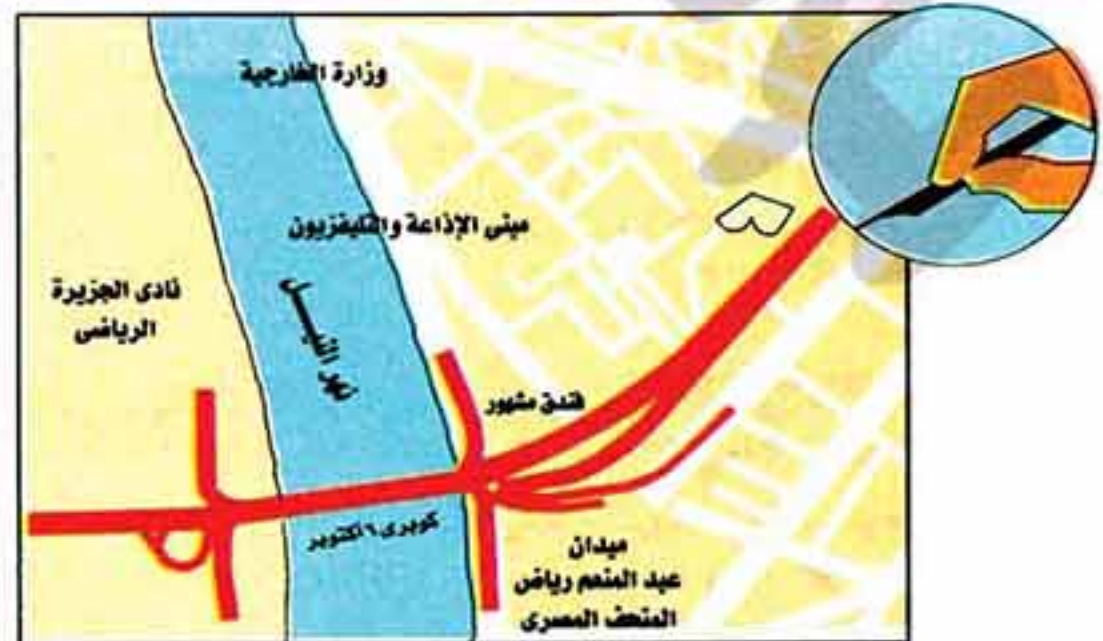 وزارة الخارجية
مبنى الإذاعة والتليفزيون
نادى الجزيرة
الرياضى
نهر النيــل
فندق مشهور
كوبرى ٦ أكتوبر
ميدان
عبد المنعم رياض
المتحف المصرى